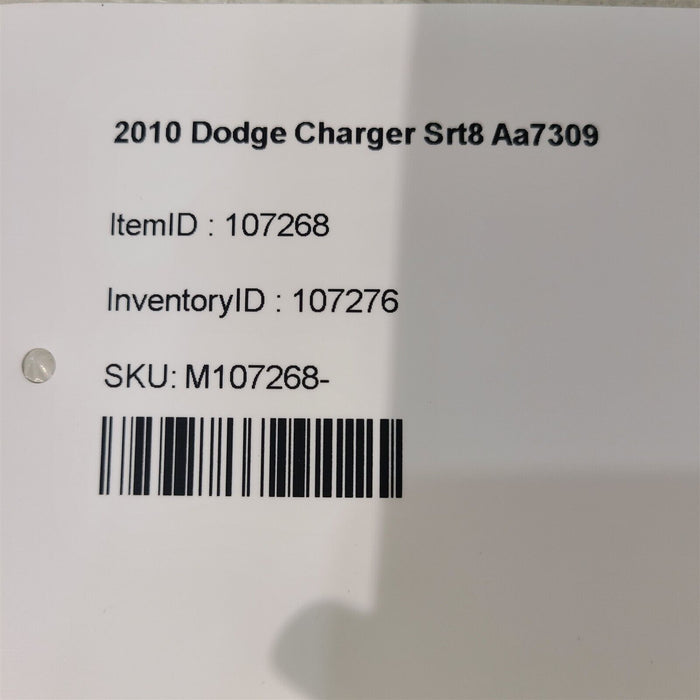 2010 Dodge Charger Srt8 Aa7309
ItemID : 107268
InventoryID : 107276
SKU: M107268-